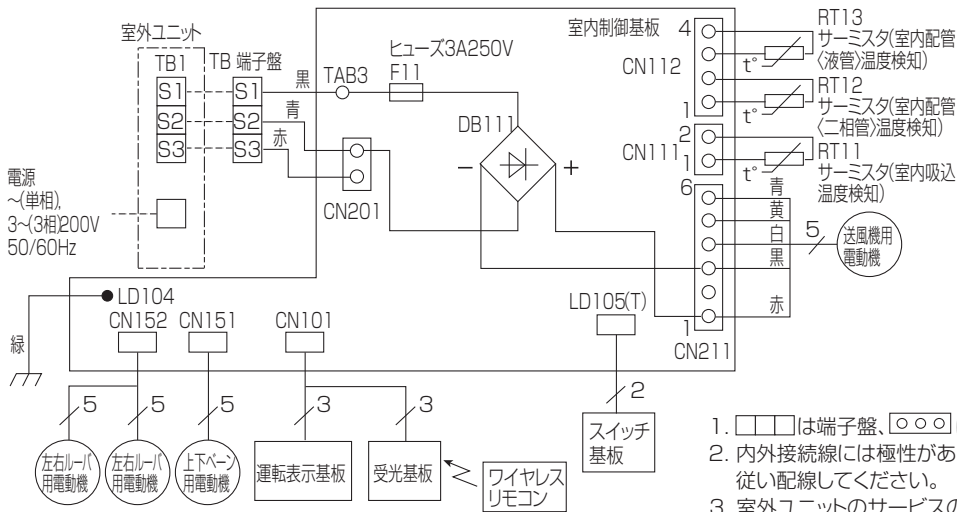 室外ユニット
TB1
TB 端子盤
S1
S2
S3
S1
S2
S3
黒
青
赤
TAB3
ヒューズ3A250V
F11
CN201
DB111
−
+
室内制御基板
4
CN112
1
2
CN111
1
6
t°
t°
t°
RT13
サーミスタ(室内配管
〈液管〉温度検知)
RT12
サーミスタ(室内配管
〈二相管〉温度検知)
RT11
サーミスタ(室内吸込
温度検知)
青
黄
白
黒
赤
5
送風機用
電動機
1
CN211
電源
~(単相),
3~(3相)200V
50/60Hz
LD104
緑
CN152
CN151
CN101
LD105(T)
5
5
5
3
3
2
左右ルーバ
用電動機
左右ルーバ
用電動機
上下ベーン
用電動機
運転表示基板
受光基板
ワイヤレス
リモコン
スイッチ
基板
1. は端子盤、
2. 内外接続線には極性があ
従い配線してください。
3. 室外ユニットのサービスの